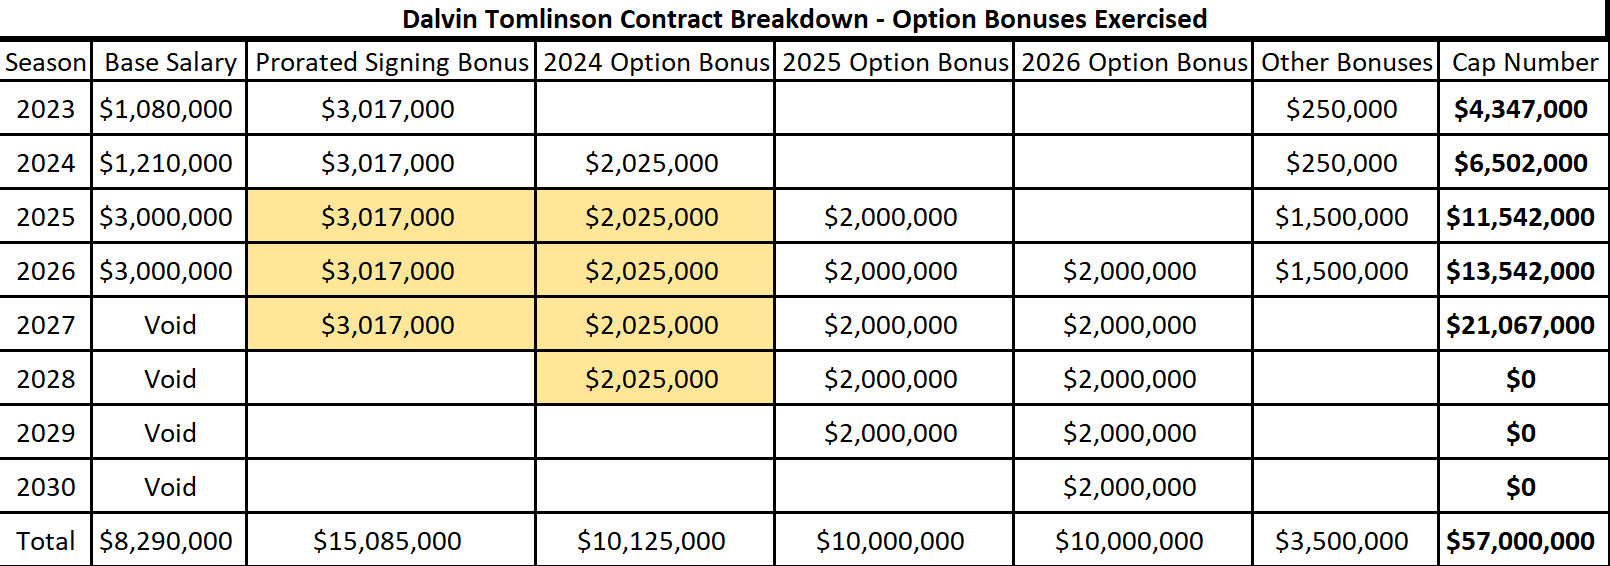 Dalvin Tomlinson Contract Breakdown - Option Bonuses Exercised
Season Base Salary Prorated Signing Bonus 2024 Option Bonus 2025 Option Bonus 2026 Option Bonus Other Bonuses Cap Number
2023 $1,080,000 $3,017,000 $250,000 $4,347,000
2024 $1,210,000 $3,017,000 $2,025,000 $250,000 $6,502,000
2025 $3,000,000 $3,017,000 $2,025,000 $2,000,000 $1,500,000 $11,542,000
2026 $3,000,000 $3,017,000 $2,025,000 $2,000,000 $2,000,000 $1,500,000 $13,542,000
2027 Void $3,017,000 $2,025,000 $2,000,000 $2,000,000 $21,067,000
2028 Void $2,025,000 $2,000,000 $2,000,000 $0
2029 Void $2,000,000 $2,000,000 $0
2030 Void $2,000,000 $0
Total $8,290,000 $15,085,000 $10,125,000 $10,000,000 $10,000,000 $3,500,000 $57,000,000